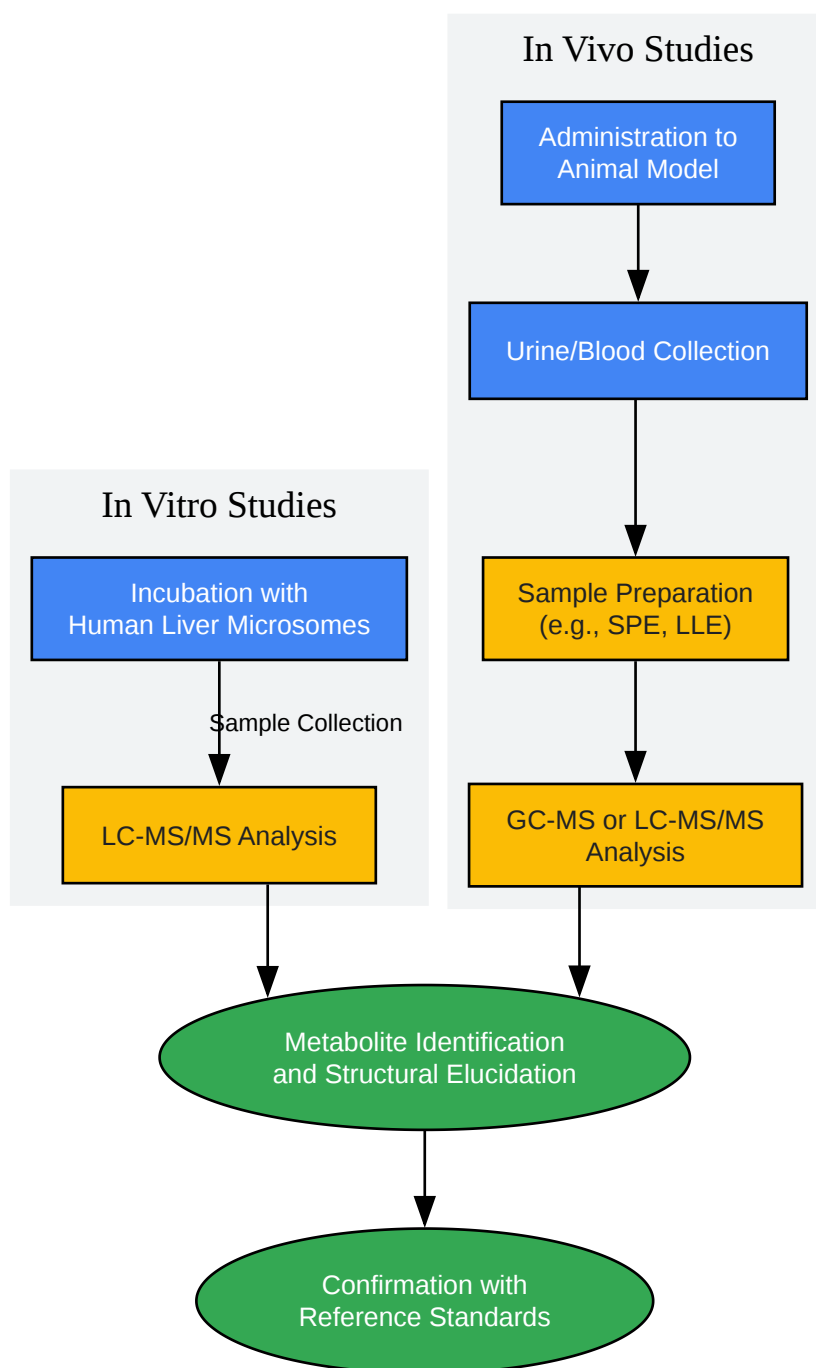 In Vivo Studies
Administration to
Animal Model
Urine/Blood Collection
In Vitro Studies
Incubation with
Human Liver Microsomes
Sample Collection
LC-MS/MS Analysis
Sample Preparation
(e.g., SPE, LLE)
GC-MS or LC-MS/MS
Analysis
Metabolite Identification
and Structural Elucidation
Confirmation with
Reference Standards